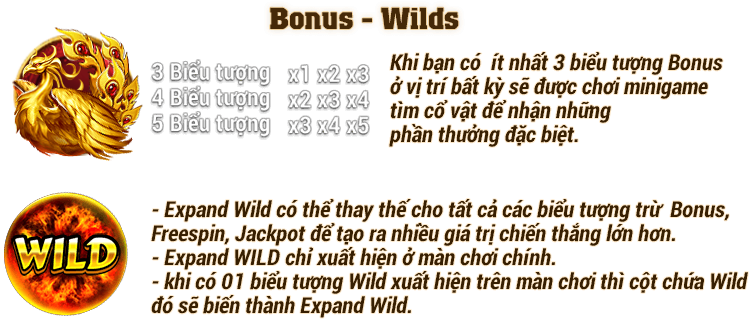 Bonus - Wilds
3 Biểu tượng x1 x2 x3
4 Biểu tượng x2 x3 x4
5 Biểu tượng x3 x4 x5
Khi bạn có ít nhất 3 biểu tượng Bonus
ở vị trí bất kỳ sẽ được chơi minigame
tìm cổ vật để nhận những
phần thưởng đặc biệt.
WILD
- Expand Wild có thể thay thế cho tất cả các biểu tượng trừ Bonus,
Freespin, Jackpot để tạo ra nhiều giá trị chiến thắng lớn hơn.
- Expand WILD chỉ xuất hiện ở màn chơi chính.
- khi có 01 biểu tượng Wild xuất hiện trên màn chơi thì cột chứa Wild
đó sẽ biến thành Expand Wild.